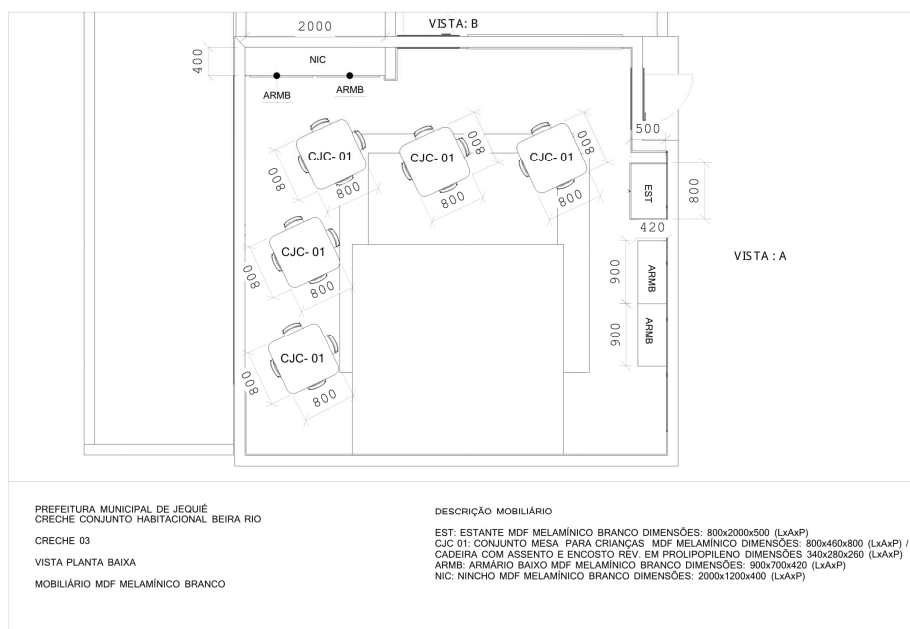 VISTA: B
2000
400
NIC
ARMB
ARMB
500
CJC- 01
800
800
CJC- 01
800
800
CJC- 01
800
800
EST
800
420
VISTA : A
CJC- 01
800
800
ARMB
900
ARMB
900
CJC- 01
800
800
PREFEITURA MUNICIPAL DE JEQUIÉ
CRECHE CONJUNTO HABITACIONAL BEIRA RIO
CRECHE 03
VISTA PLANTA BAIXA
MOBILIÁRIO MDF MELAMÍNICO BRANCO
DESCRIÇÃO MOBILIÁRIO
EST: ESTANTE MDF MELAMÍNICO BRANCO DIMENSÕES: 800x2000x500 (LxAxP)
CJC 01: CONJUNTO MESA PARA CRIANÇAS MDF MELAMÍNICO DIMENSÕES: 800x460x800 (LxAxP) /
CADEIRA COM ASSENTO E ENCOSTO REV. EM PROLIPOPILENO DIMENSÕES 340x280x260 (LxAxP)
ARMB: ARMÁRIO BAIXO MDF MELAMÍNICO BRANCO DIMENSÕES: 900x700x420 (LxAxP)
NIC: NINCHO MDF MELAMÍNICO BRANCO DIMENSÕES: 2000x1200x400 (LxAxP)